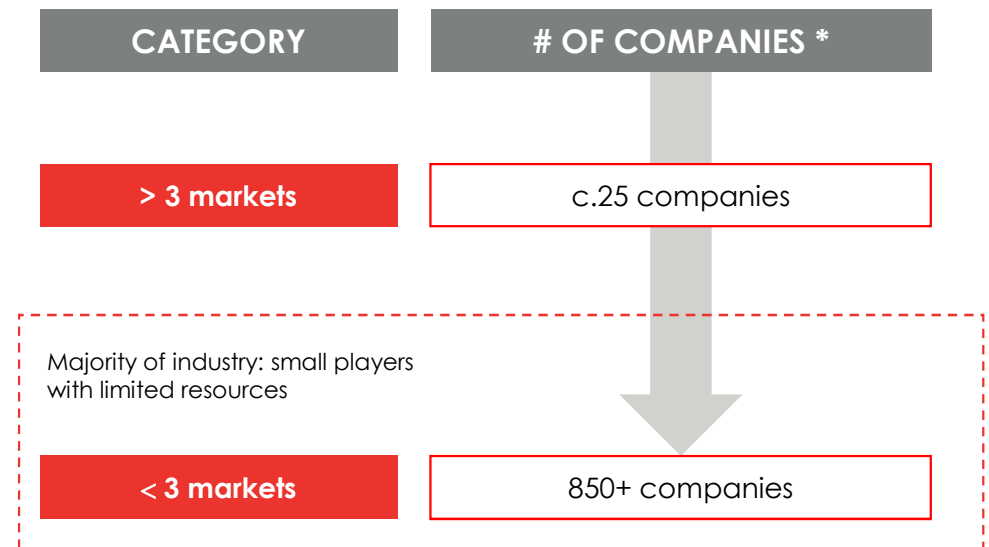 CATEGORY
# OF COMPANIES *
> 3 markets
c.25 companies
Majority of industry: small players
with limited resources
< 3 markets
850+ companies